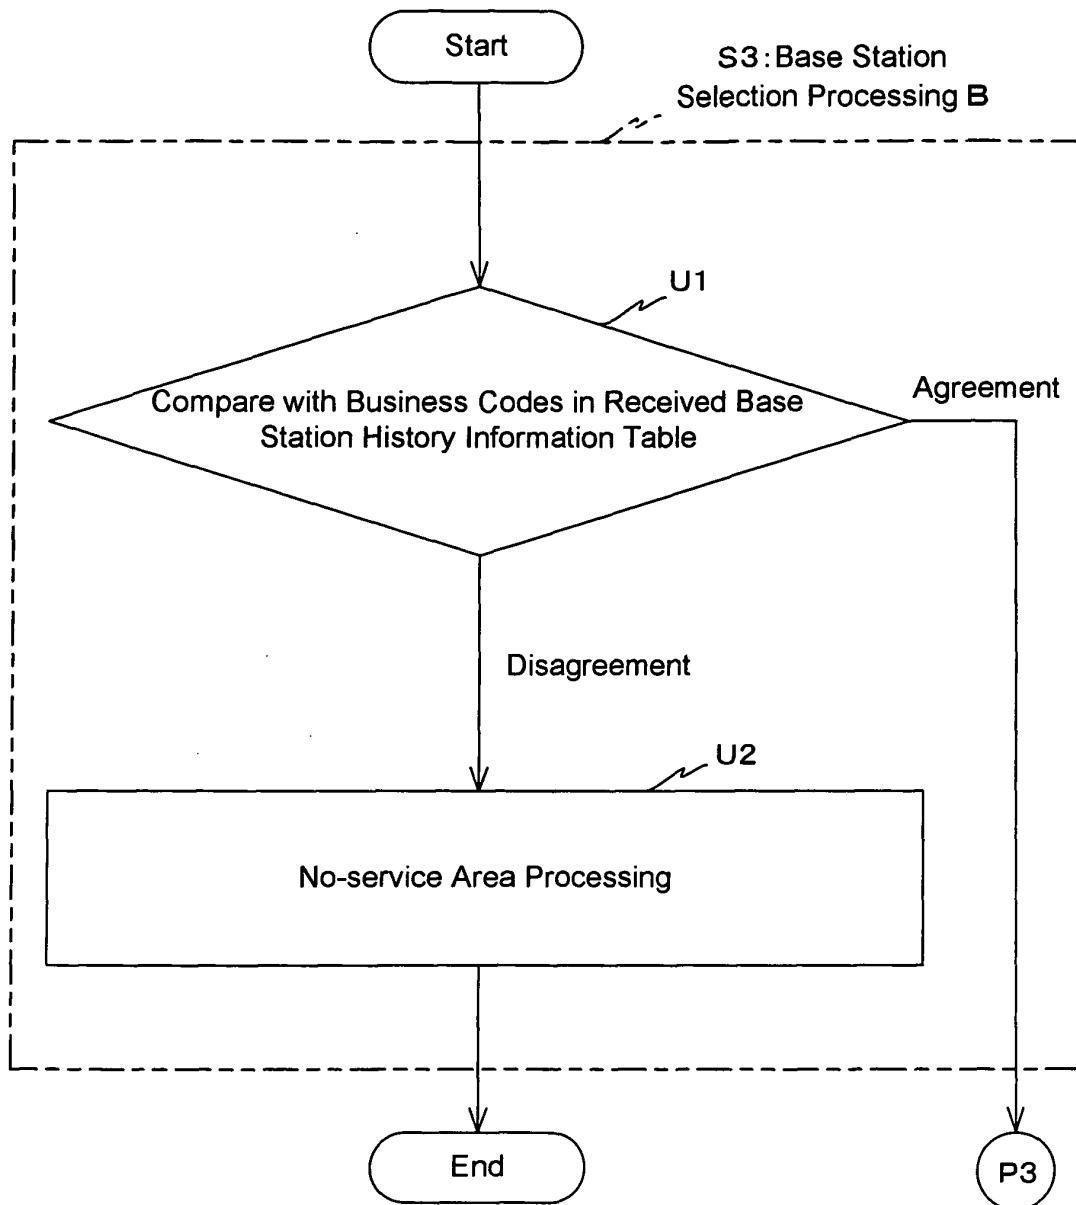 Start
S3:Base Station
Selection Processing B
U1
Compare with Business Codes in Received Base
Station History Information Table
Agreement
Disagreement
U2
No-service Area Processing
End
P3